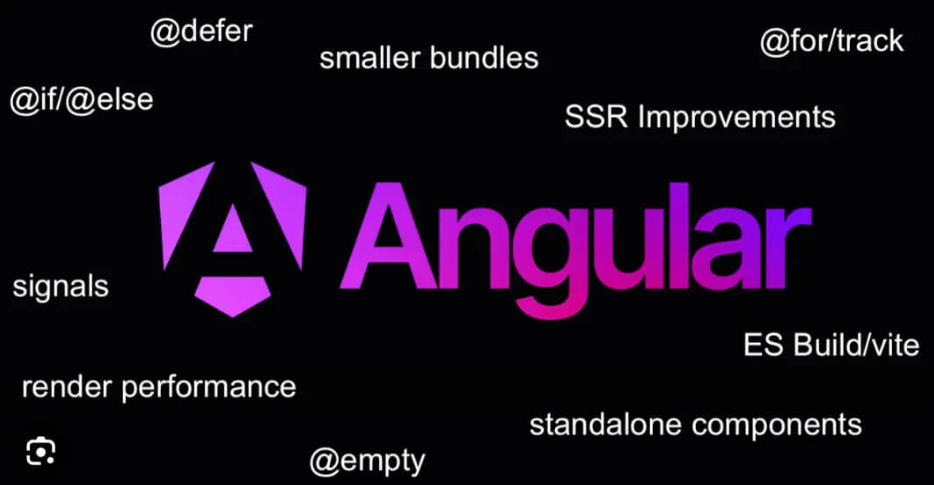 @defer
smaller bundles
@for/track
@if/@else
SSR Improvements
Angular
signals
ES Build/vite
render performance
standalone components
@empty